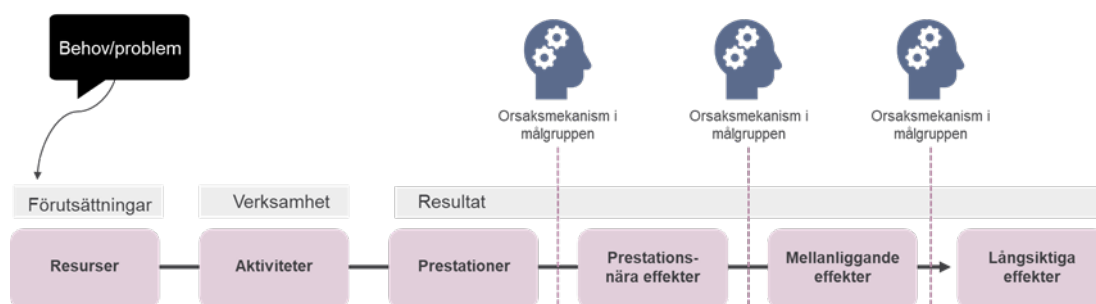 Behov/problem
Orsaksmekanism i
målgruppen
Orsaksmekanism i
målgruppen
Orsaksmekanism i
målgruppen
Förutsättningar
Verksamhet
Resultat
Resurser
Aktiviteter
Prestationer
Prestations-
nära effekter
Mellanliggande
effekter
Långsiktiga
effekter